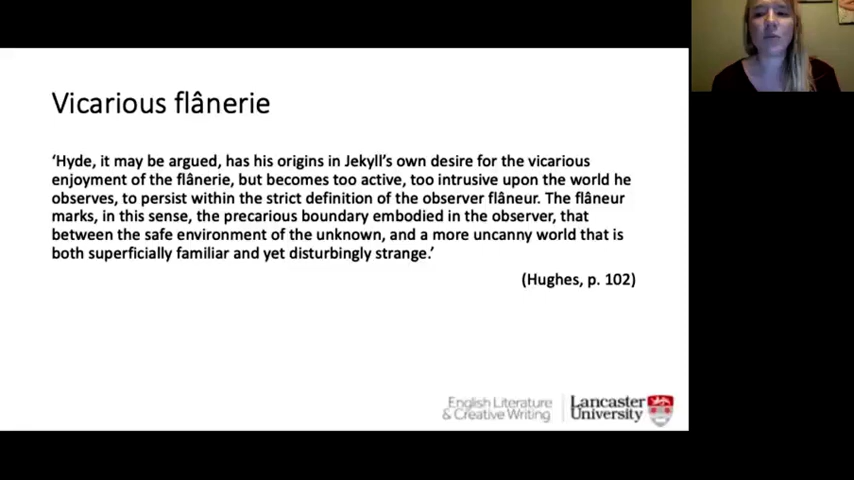 Vicarious flânerie
‘Hyde, it may be argued, has his origins in Jekyll’s own desire for the vicarious
enjoyment of the flânerie, but becomes too active, too intrusive upon the world he
observes, to persist within the strict definition of the observer flâneur. The flâneur
marks, in this sense, the precarious boundary embodied in the observer, that
between the safe environment of the unknown, and a more uncanny world that is
both superficially familiar and yet disturbingly strange.’
(Hughes, p. 102)
English Literature
& Creative Writing
Lancaster
University